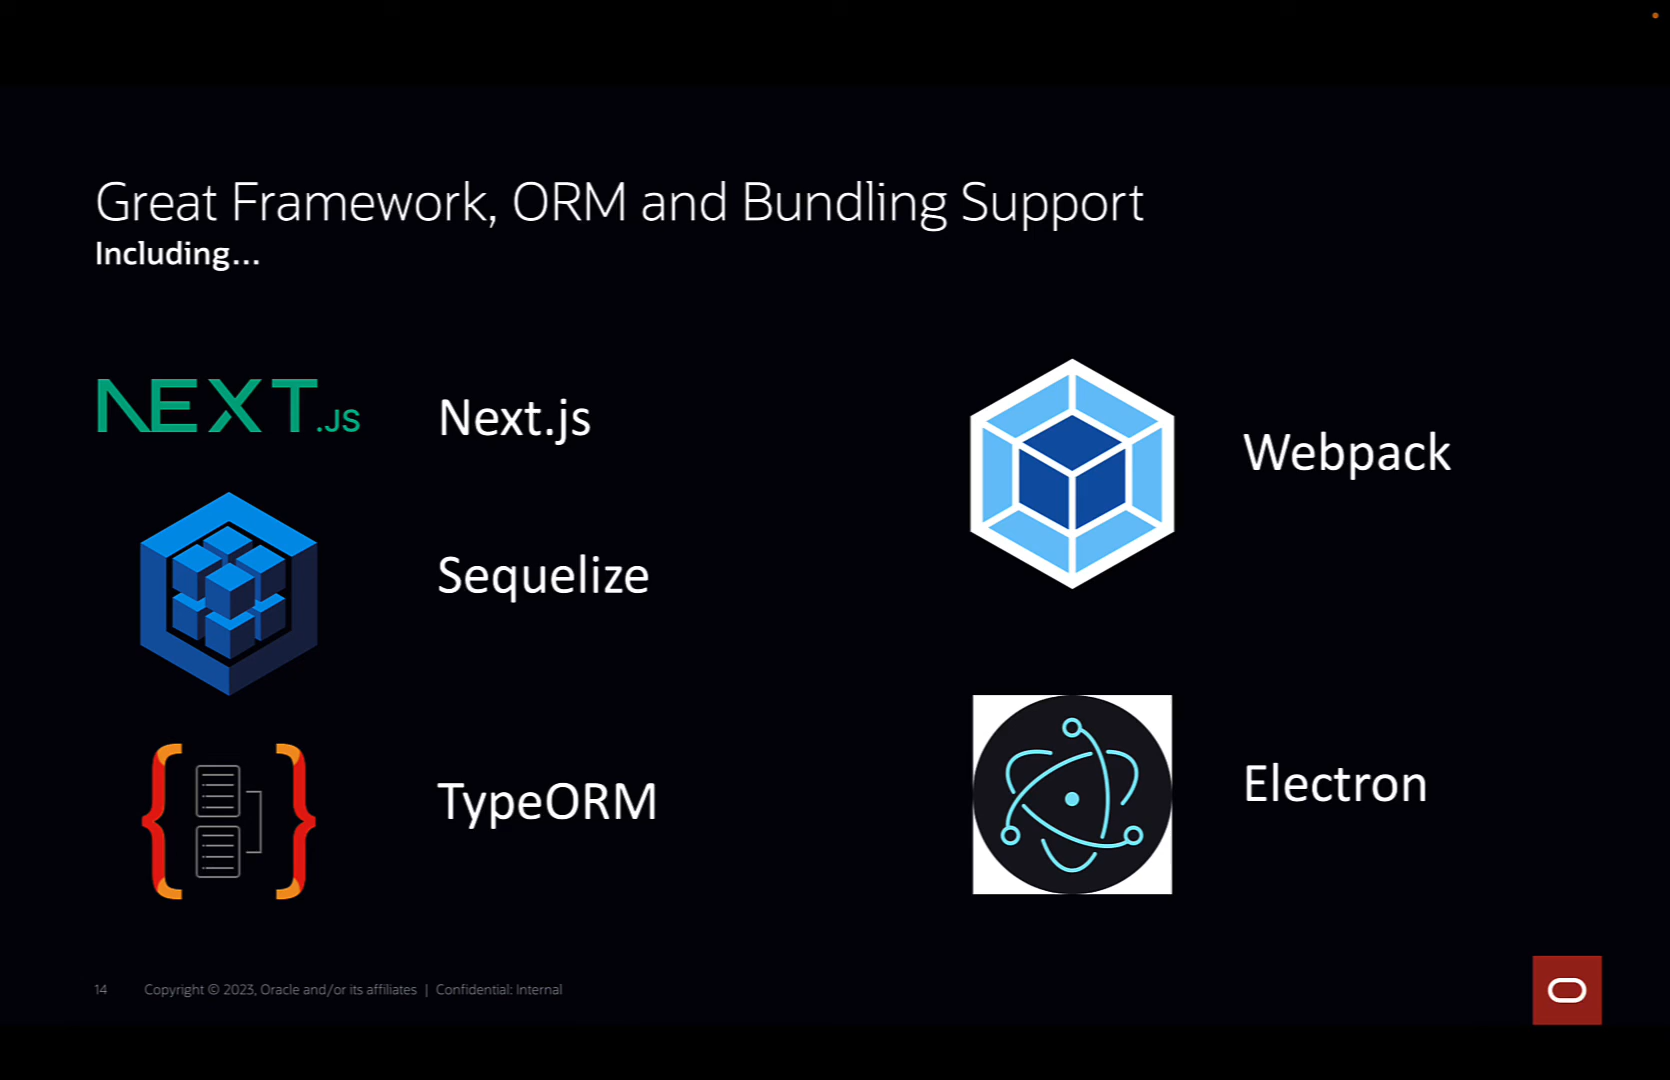 Great Framework, ORM and Bundling Support
Including...
NEXT.JS
Next.js
Sequelize
TypeORM
Webpack
Electron
14 Copyright © 2023, Oracle and/or its affiliates | Confidential: Internal